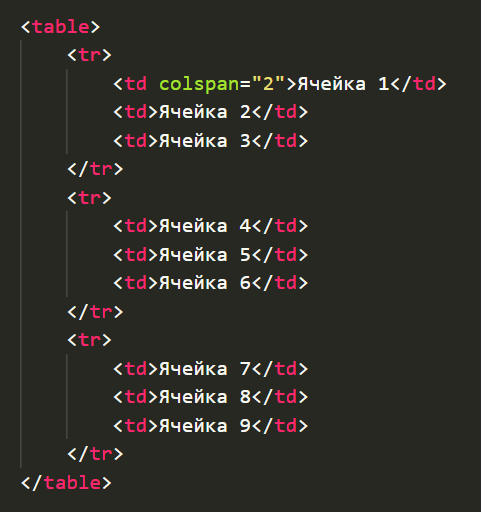 <table>
<tr>
<td colspan="2">Ячейка 1</td>
<td>Ячейка 2</td>
<td>Ячейка 3</td>
</tr>
<tr>
<td>Ячейка 4</td>
<td>Ячейка 5</td>
<td>Ячейка 6</td>
</tr>
<tr>
<td>Ячейка 7</td>
<td>Ячейка 8</td>
<td>Ячейка 9</td>
</tr>
</table>